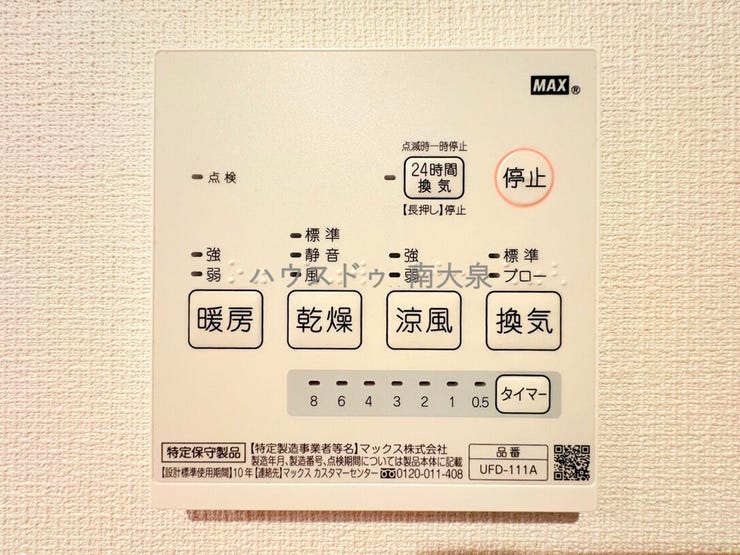 MAX®
点減時一時停止
点検
24時間
換気
停止
【長押し】停止
標準
強
静音
強
標準
弱
風
弱
ブロー
ハウスドゥ 南大泉
暖房
乾燥
涼風
換気
8 6 4 3 2 1 0.5
タイマー
特定保守製品
【特定製造事業者等名】マックス株式会社
製造年月、製造番号、点検期間については製品本体に記載
【設計標準使用期間】10年【連絡先】マックス カスタマーセンター 0120-011-408
品番
UFD-111A